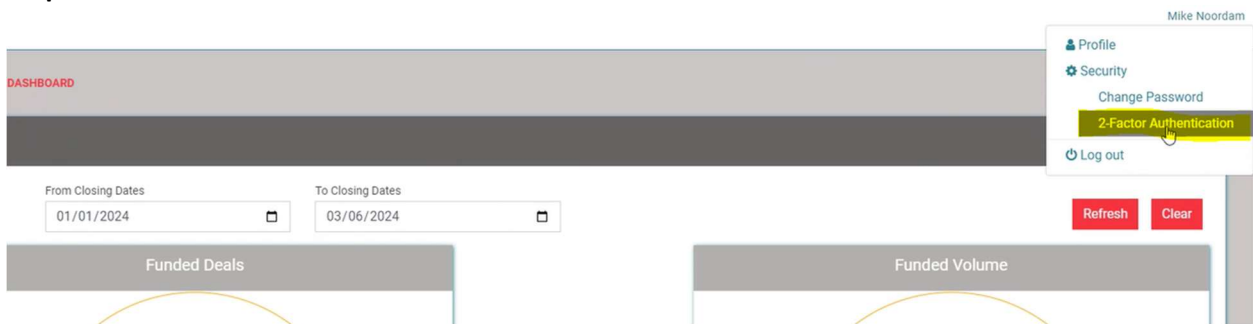 Mike Noordam
Profile
Security
DASHBOARD
Change Password
2-Factor Authentication
Log out
From Closing Dates
To Closing Dates
01/01/2024
03/06/2024
Refresh
Clear
Funded Deals
Funded Volume